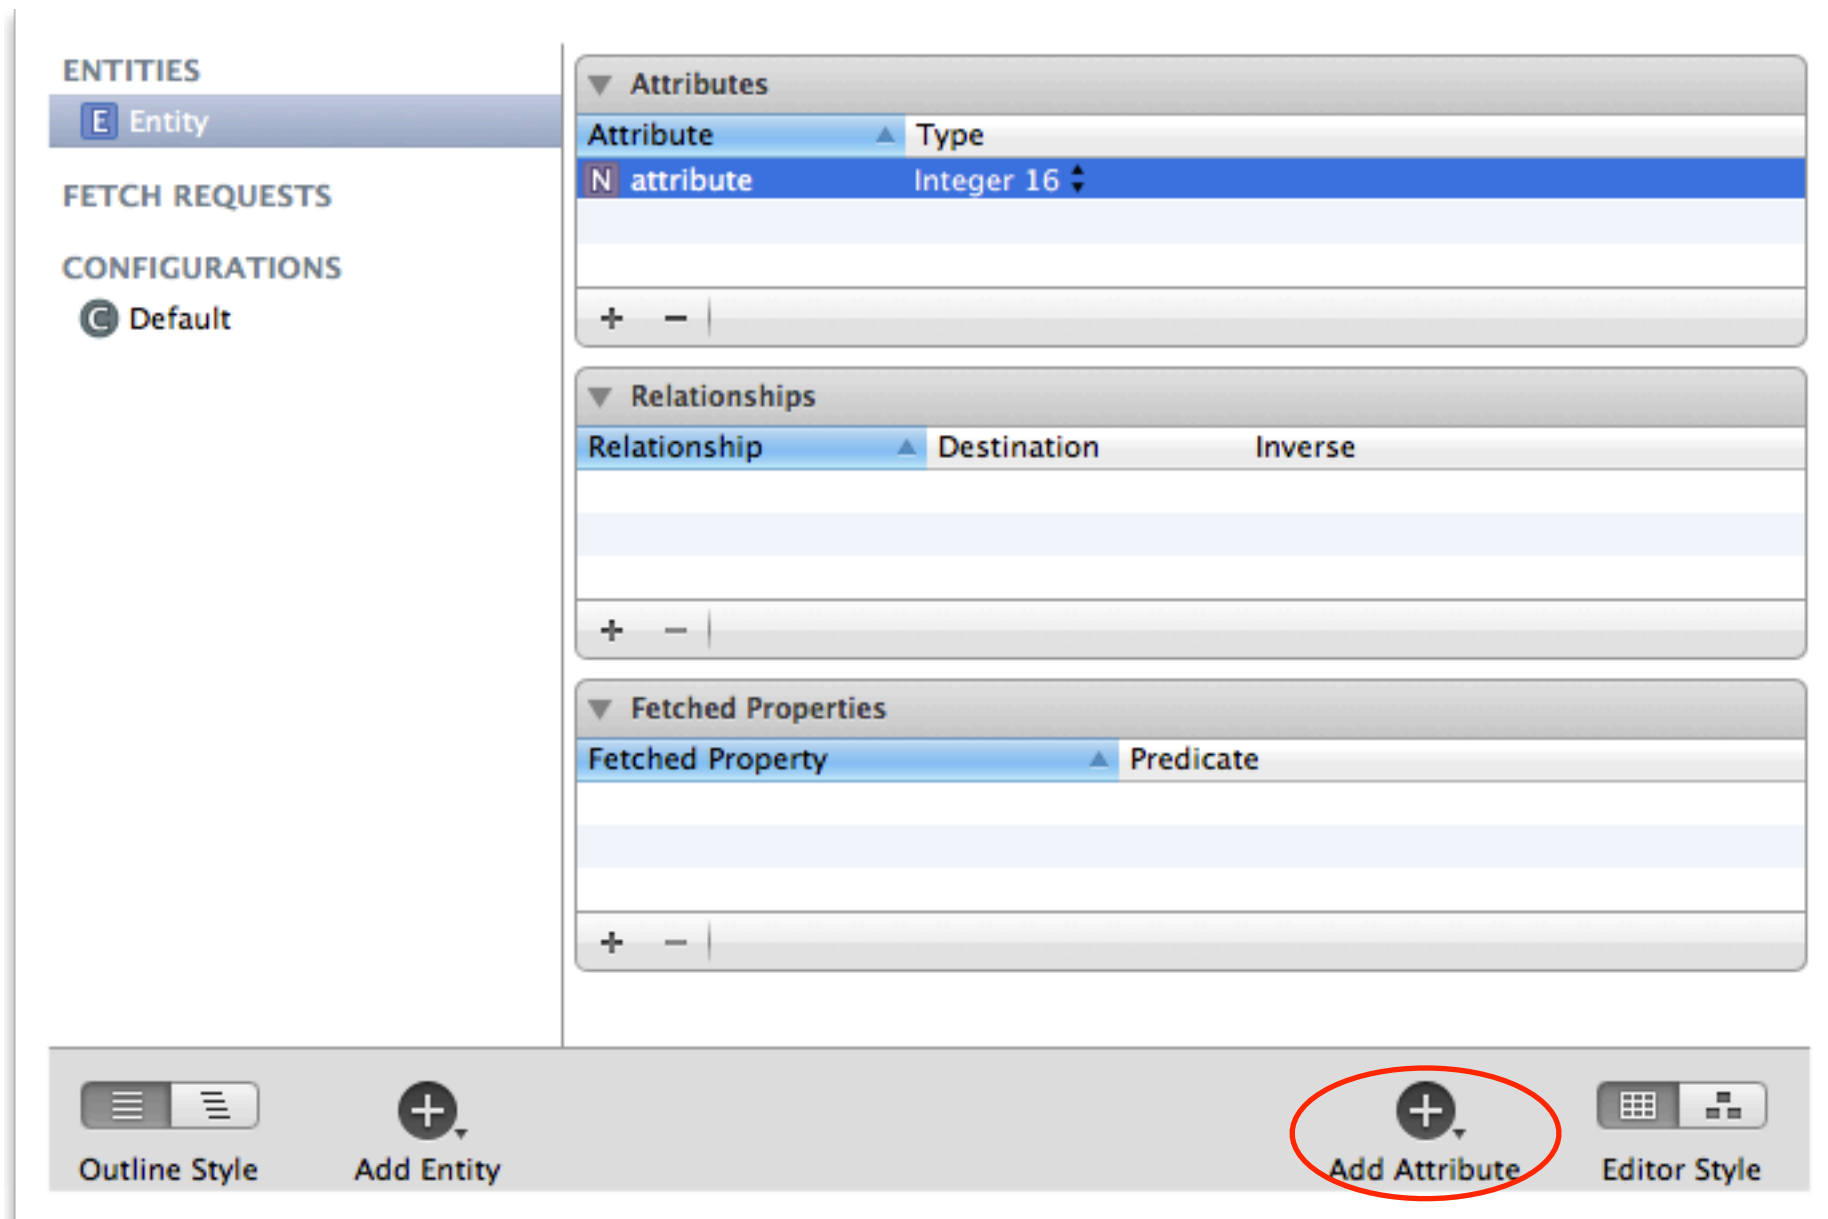 ENTITIES
E Entity
FETCH REQUESTS
CONFIGURATIONS
C Default
Attributes
Attribute Type
N attribute Integer 16
Relationships
Relationship Destination Inverse
Fetched Properties
Fetched Property Predicate
Outline Style Add Entity Add Attribute Editor Style